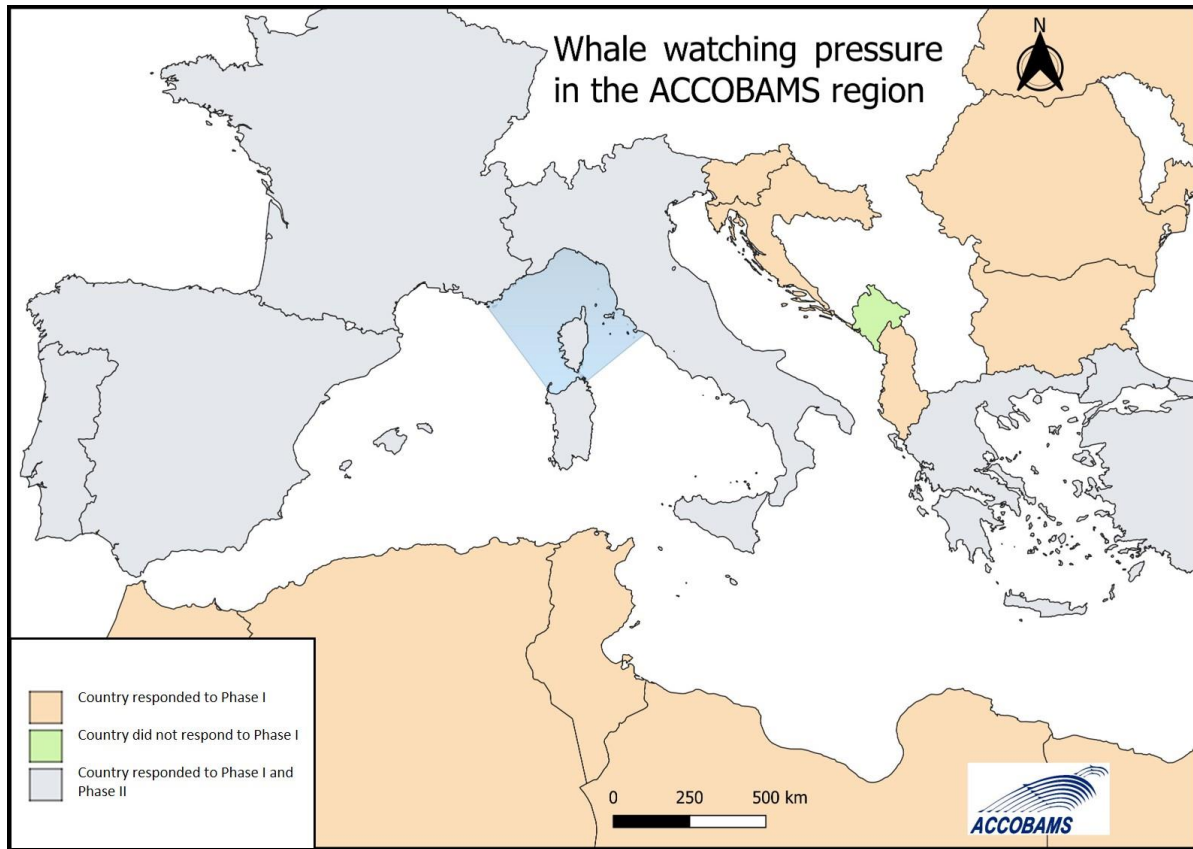 Whale watching pressure
in the ACCOBAMS region
N
Country responded to Phase I
Country did not respond to Phase I
Country responded to Phase I and
Phase II
0 250 500 km
ACCOBAMS